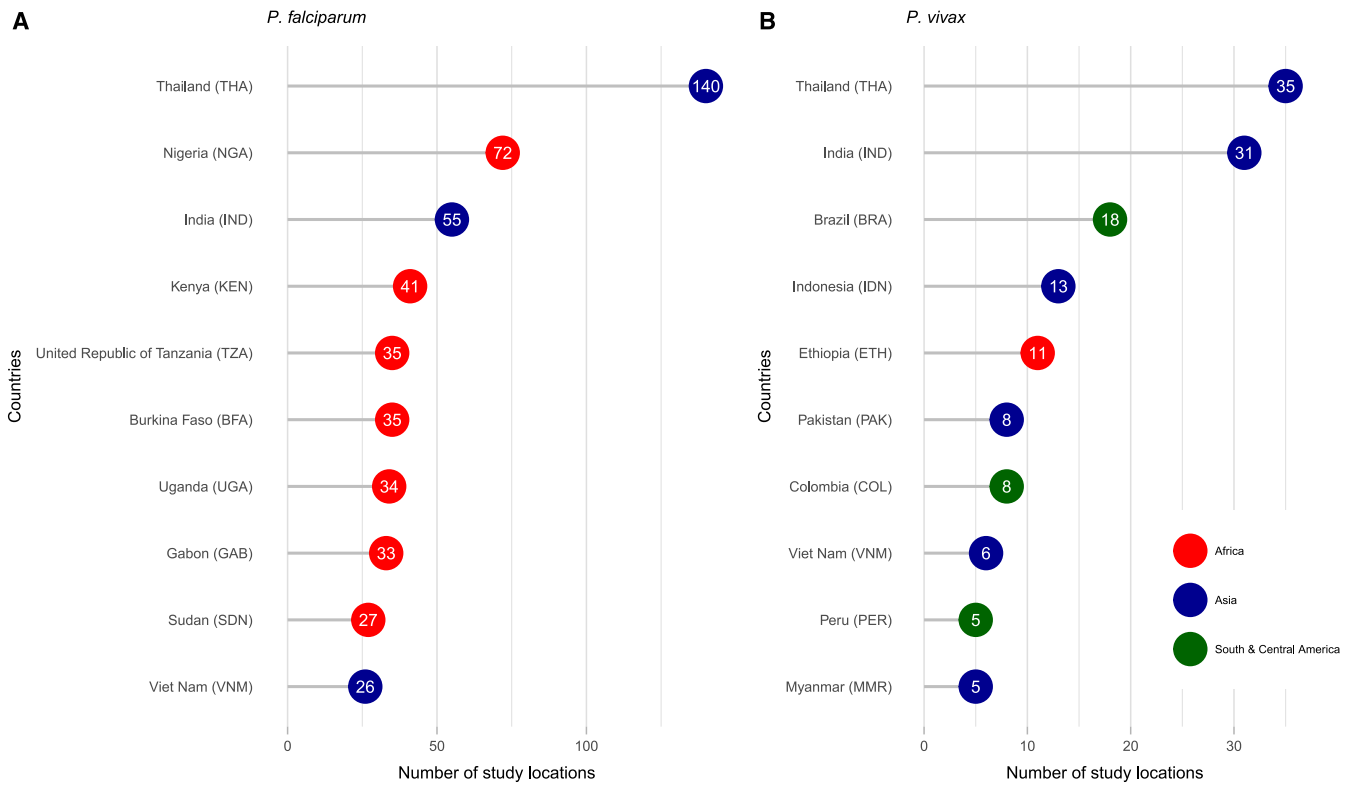 A
P. falciparum
Countries
Thailand (THA)
140
Nigeria (NGA)
72
India (IND)
55
Kenya (KEN)
41
United Republic of Tanzania (TZA)
35
Burkina Faso (BFA)
35
Uganda (UGA)
34
Gabon (GAB)
33
Sudan (SDN)
27
Viet Nam (VNM)
26
0 50 100
Number of study locations
B
P. vivax
Countries
Thailand (THA)
35
India (IND)
31
Brazil (BRA)
18
Indonesia (IDN)
13
Ethiopia (ETH)
11
Pakistan (PAK)
8
Colombia (COL)
8
Viet Nam (VNM)
6
Peru (PER)
5
Myanmar (MMR)
5
0 10 20 30
Number of study locations
Africa
Asia
South & Central America